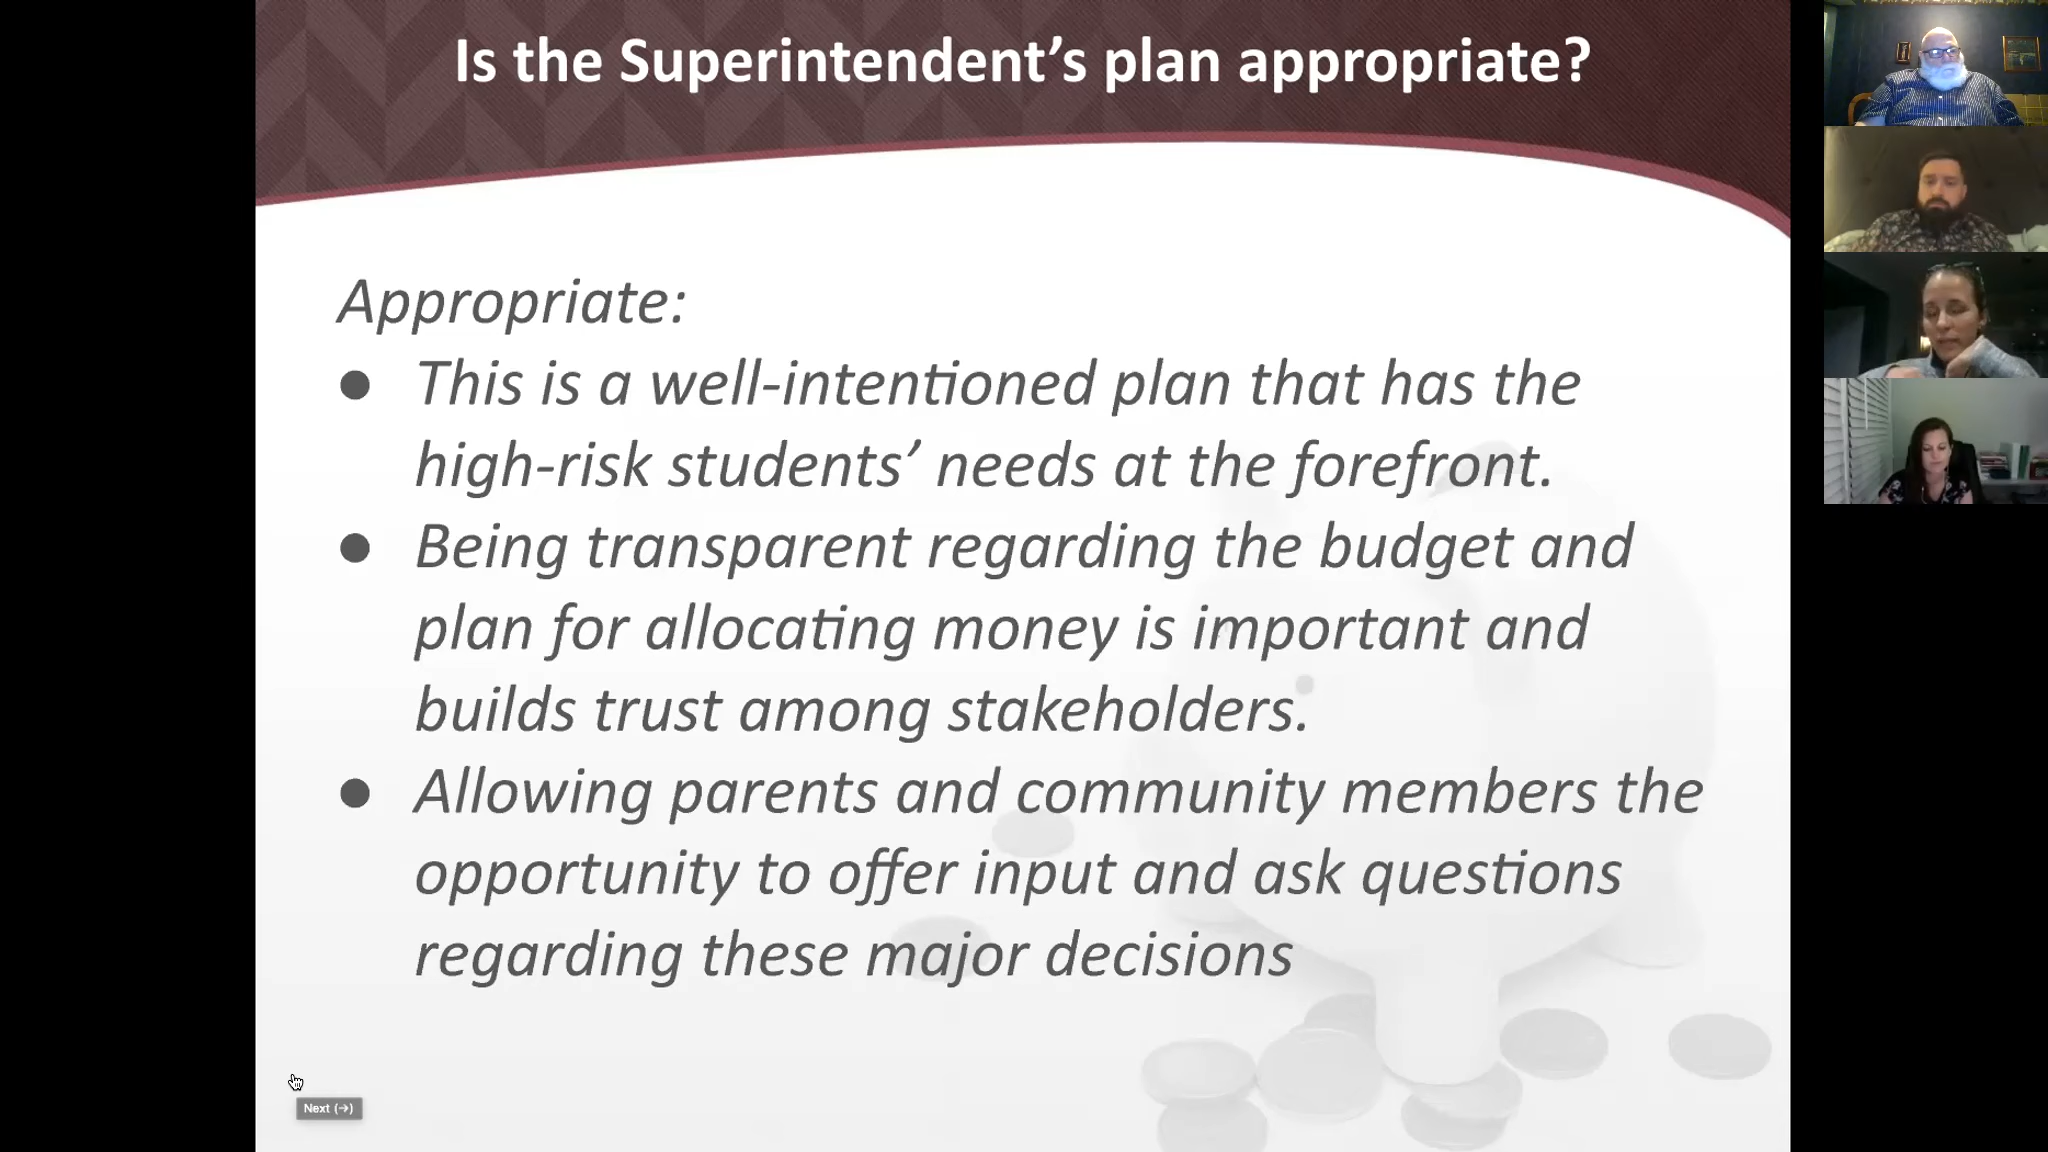 Is the Superintendent’s plan appropriate?
Appropriate:
● This is a well-intentioned plan that has the
high-risk students’ needs at the forefront.
● Being transparent regarding the budget and
plan for allocating money is important and
builds trust among stakeholders.
● Allowing parents and community members the
opportunity to offer input and ask questions
regarding these major decisions
Next (→)